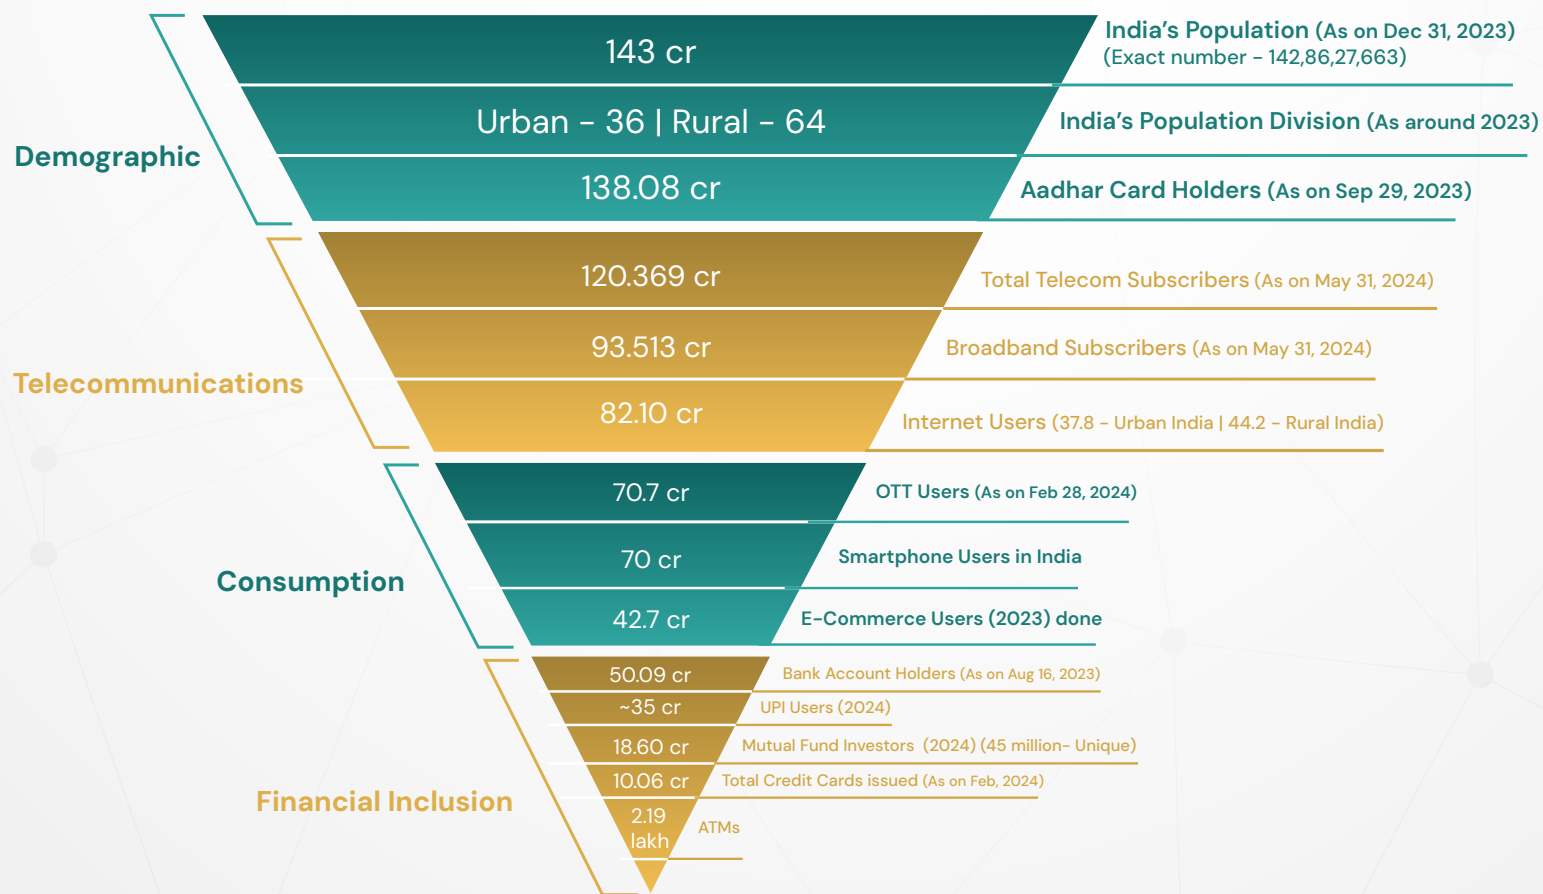 143 cr
India's Population (As on Dec 31, 2023)
(Exact number - 142,86,27,663)
Urban - 36 | Rural - 64
India's Population Division (As around 2023)
Demographic
138.08 cr
Aadhar Card Holders (As on Sep 29, 2023)
120.369 cr
Total Telecom Subscribers (As on May 31, 2024)
93.513 cr
Broadband Subscribers (As on May 31, 2024)
Telecommunications
82.10 cr
Internet Users (37.8 - Urban India | 44.2 - Rural India)
70.7 cr
OTT Users (As on Feb 28, 2024)
70 cr
Smartphone Users in India
Consumption
42.7 cr
E-Commerce Users (2023) done
50.09 cr
Bank Account Holders (As on Aug 16, 2023)
~35 cr
UPI Users (2024)
18.60 cr
Mutual Fund Investors (2024) (45 million- Unique)
10.06 cr
Total Credit Cards issued (As on Feb, 2024)
Financial Inclusion
2.19
lakh
ATMs